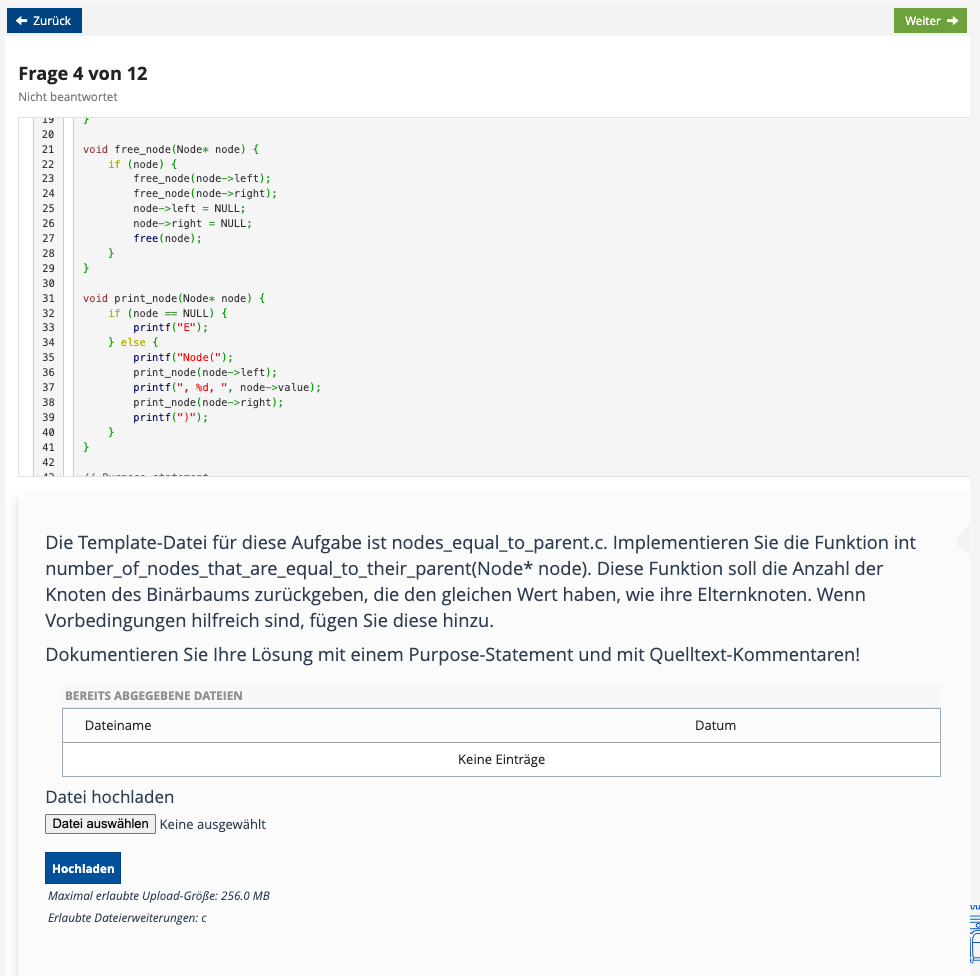 Zurück
Weiter
Frage 4 von 12
Nicht beantwortet
19 }
20
21 void free_node(Node* node) {
22     if (node) {
23         free_node(node->left);
24         free_node(node->right);
25         node->left = NULL;
26         node->right = NULL;
27         free(node);
28     }
29 }
30
31 void print_node(Node* node) {
32     if (node == NULL) {
33         printf("E");
34     } else {
35         printf("Node(");
36         print_node(node->left);
37         printf(", %d, ", node->value);
38         print_node(node->right);
39         printf(")");
40     }
41 }
42
Die Template-Datei für diese Aufgabe ist nodes_equal_to_parent.c. Implementieren Sie die Funktion int
number_of_nodes_that_are_equal_to_their_parent(Node* node). Diese Funktion soll die Anzahl der
Knoten des Binärbaums zurückgeben, die den gleichen Wert haben, wie ihre Elternknoten. Wenn
Vorbedingungen hilfreich sind, fügen Sie diese hinzu.
Dokumentieren Sie Ihre Lösung mit einem Purpose-Statement und mit Quelltext-Kommentaren!
BEREITS ABGEGEBENE DATEIEN
Dateiname Datum
Keine Einträge
Datei hochladen
Datei auswählen Keine ausgewählt
Hochladen
Maximal erlaubte Upload-Größe: 256.0 MB
Erlaubte Dateierweiterungen: c